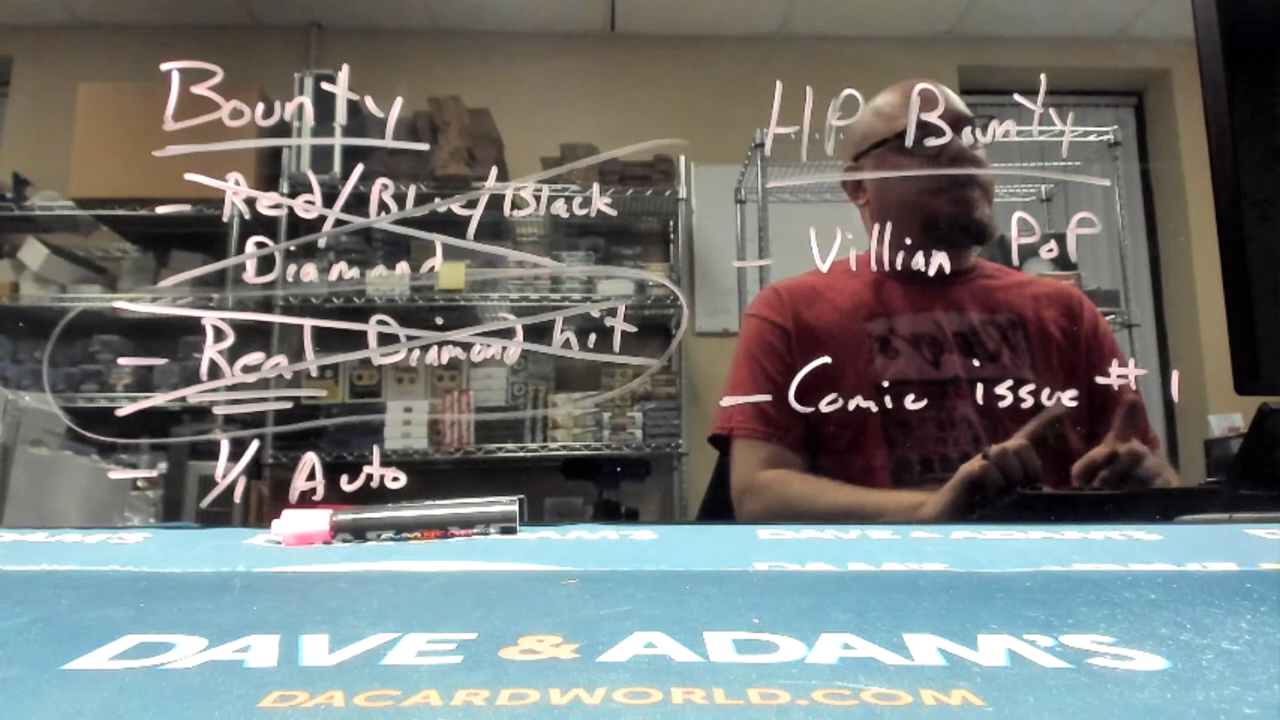 Bounty
- Red/Blue/Black
Diamond
- Real Diamond hit
- 1/1 Auto
H.P. Bounty
- Villian PoP
- Comic issue #1
DAVE & ADAM'S
DAVE & ADAM'S
DACARDWORLD.COM